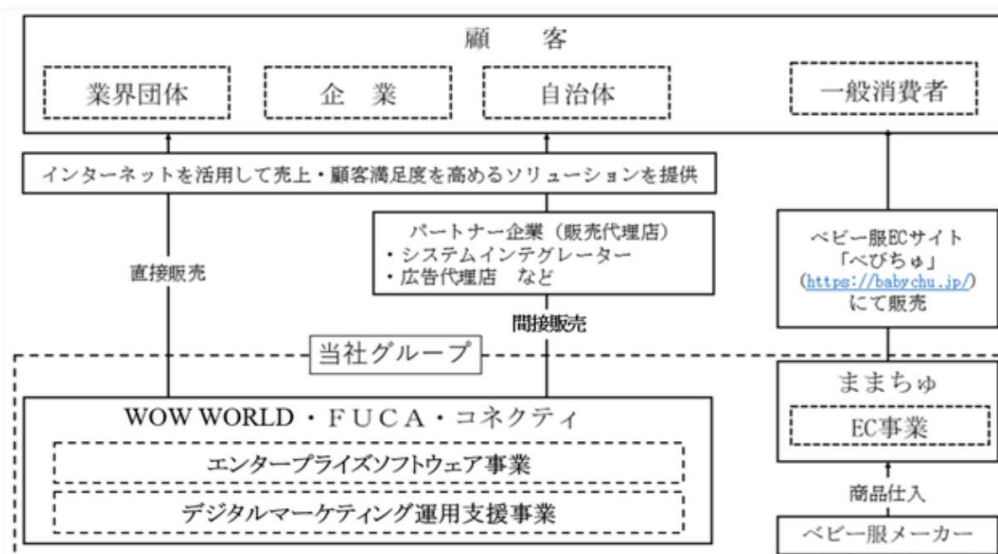 顧　客
業界団体
企　業
自治体
一般消費者
インターネットを活用して売上・顧客満足度を高めるソリューションを提供
直接販売
パートナー企業（販売代理店）
・システムインテグレーター
・広告代理店　など
間接販売
ベビー服ECサイト
「べびちゅ」
(https://babychu.jp/)
にて販売
当社グループ
WOW WORLD・ＦＵＣＡ・コネクティ
エンタープライズソフトウェア事業
デジタルマーケティング運用支援事業
ままちゅ
EC事業
商品仕入
ベビー服メーカー